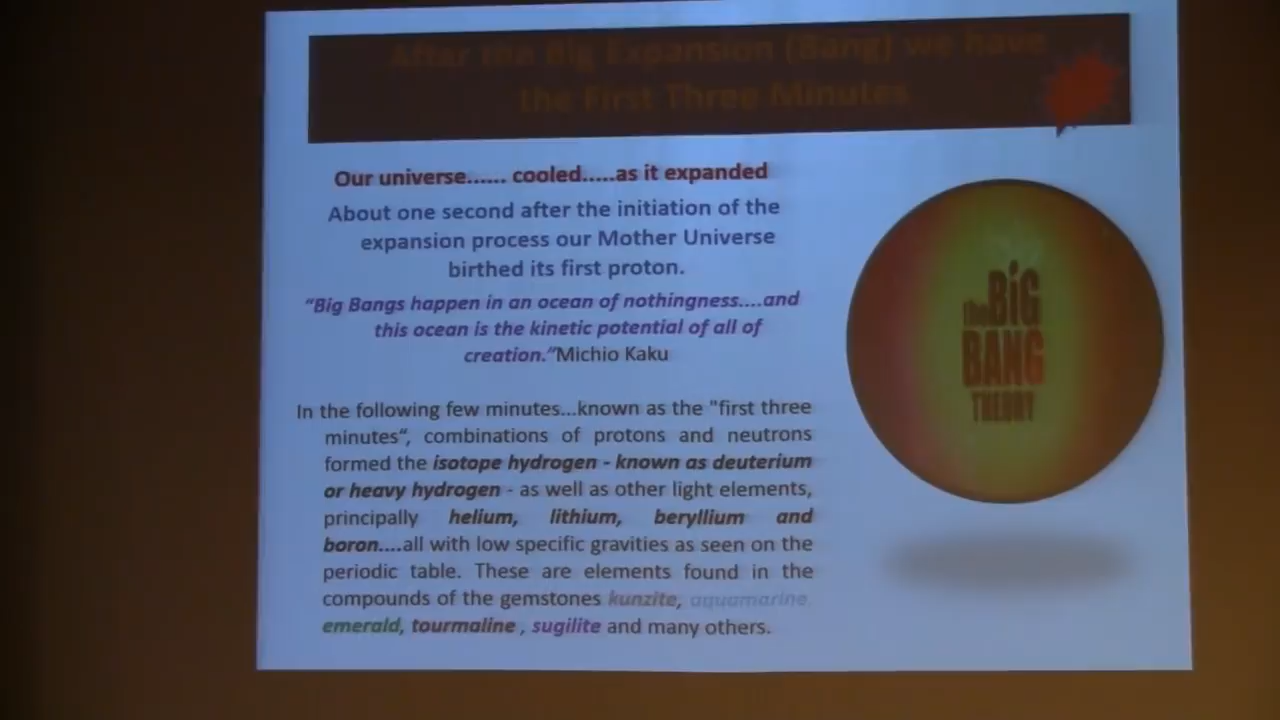 After the Big Expansion (Bang) we have
the First Three Minutes
Our universe...... cooled.....as it expanded
About one second after the initiation of the
expansion process our Mother Universe
birthed its first proton.
“Big Bangs happen in an ocean of nothingness....and
this ocean is the kinetic potential of all of
creation.”Michio Kaku
In the following few minutes...known as the "first three
minutes“, combinations of protons and neutrons
formed the isotope hydrogen - known as deuterium
or heavy hydrogen - as well as other light elements,
principally helium, lithium, beryllium and
boron....all with low specific gravities as seen on the
periodic table. These are elements found in the
compounds of the gemstones kunzite, aquamarine,
emerald, tourmaline , sugilite and many others.
the BiG
BANG
THEORY